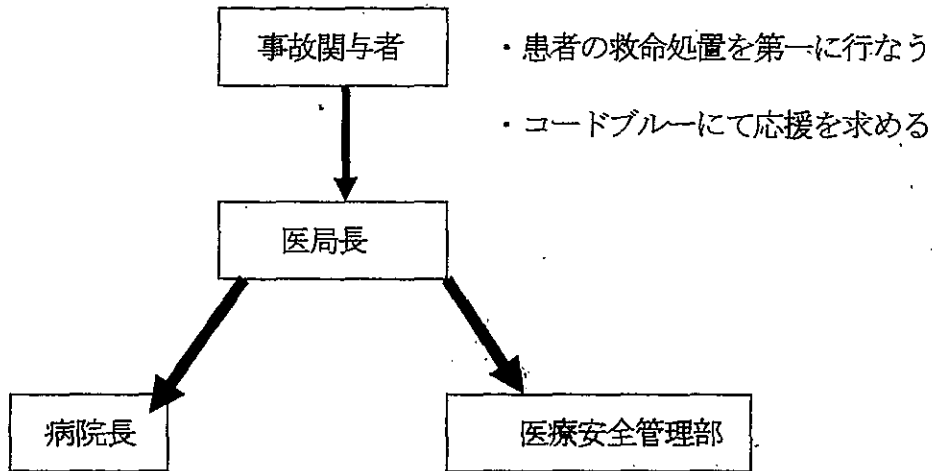 事故関与者
・患者の救命処置を第一に行なう
・コードブルーにて応援を求める
医局長
病院長
医療安全管理部